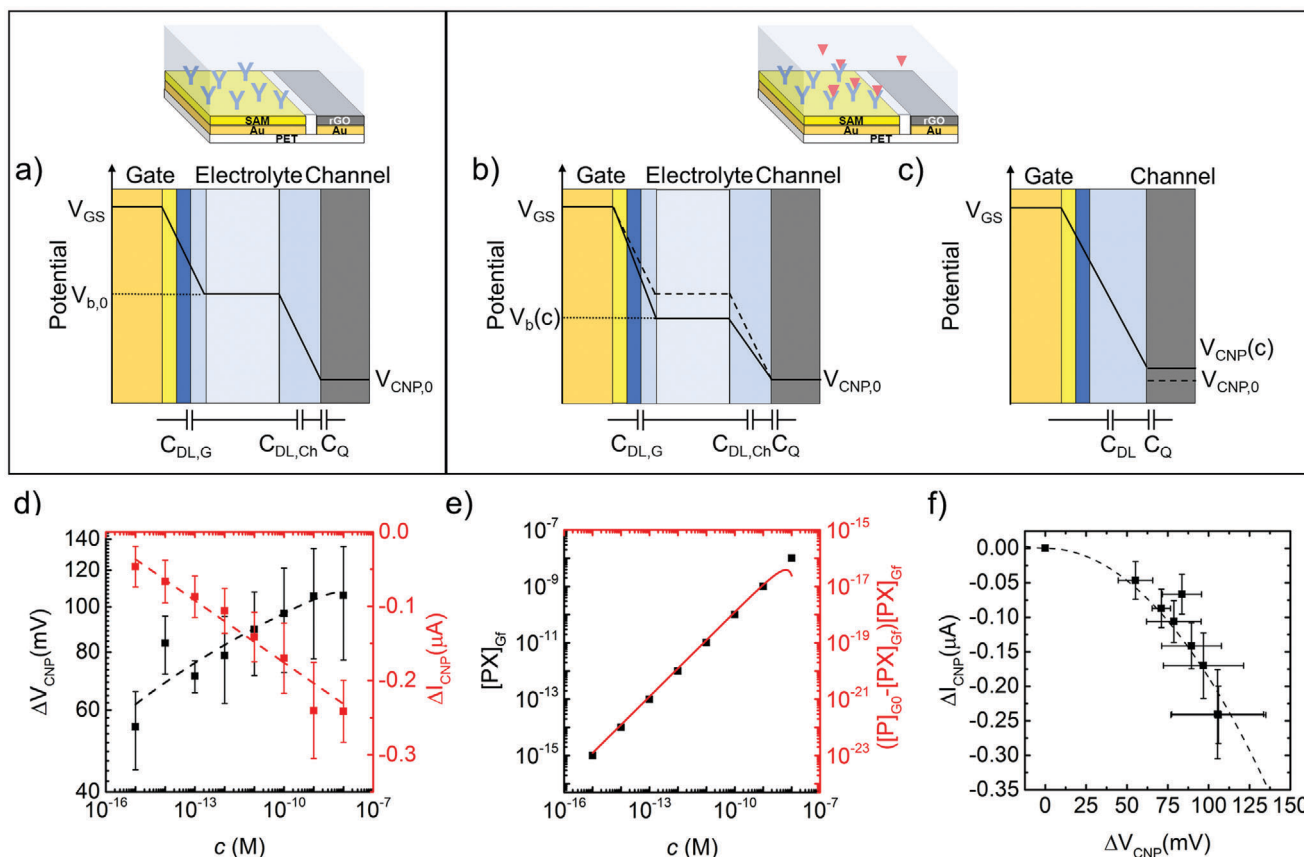 Y Y Y Y Y Y Y
SAM
rGO
Au
Au
PET
Y Y Y Y Y Y Y
SAM
rGO
Au
Au
PET
a)
Gate Electrolyte Channel
Potential
V_GS
V_b,0
V_CNP,0
C_DL,G C_DL,Ch C_Q
b)
Gate Electrolyte Channel
Potential
V_GS
V_b(c)
V_CNP,0
C_DL,G C_DL,Ch C_Q
c)
Gate Channel
Potential
V_GS
V_CNP(c)
V_CNP,0
C_DL C_Q
d)
ΔV_CNP(mV)
140
120
100
80
60
40
0.0
-0.1
-0.2
-0.3
ΔI_CNP(μA)
10^-16 10^-13 10^-10 10^-7
c (M)
e)
[PX]_Gf
10^-7
10^-9
10^-11
10^-13
10^-15
10^-15
10^-17
10^-19
10^-21
10^-23
([P]_G0-[PX]_Gf)[PX]_Gf
10^-16 10^-13 10^-10 10^-7
c (M)
f)
ΔI_CNP(μA)
0.00
-0.05
-0.10
-0.15
-0.20
-0.25
-0.30
-0.35
0 25 50 75 100 125 150
ΔV_CNP(mV)